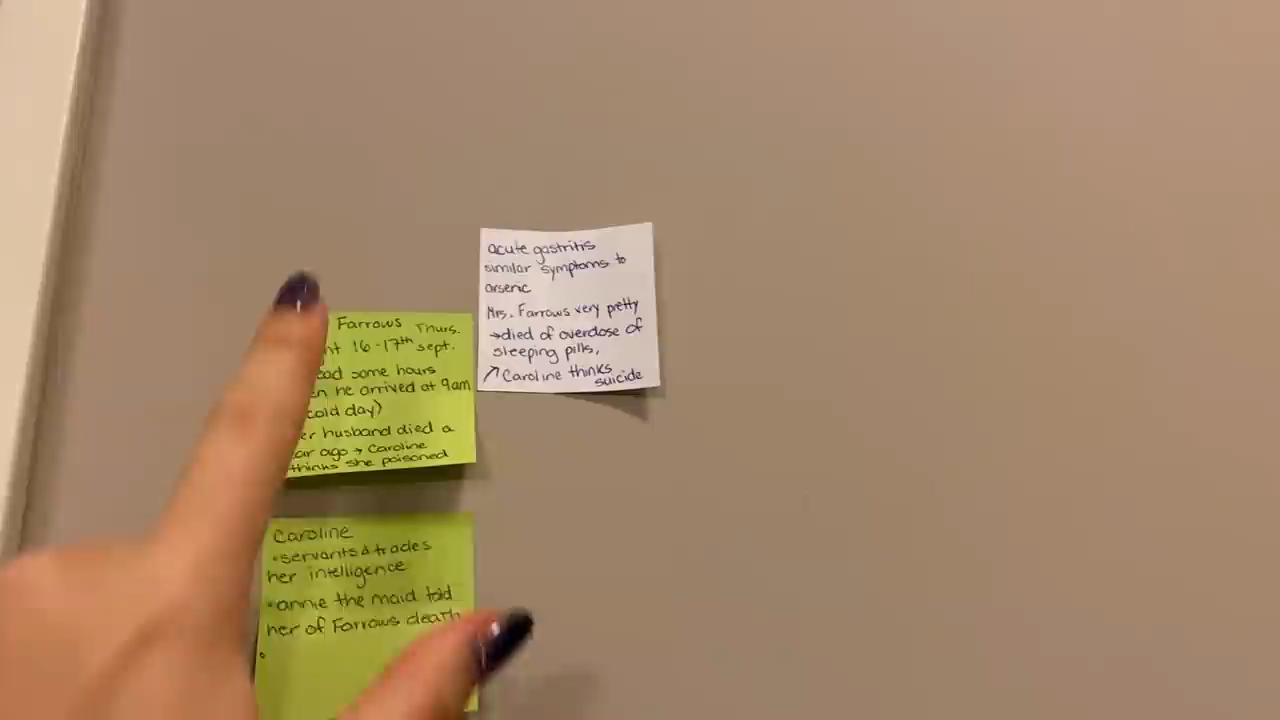 Farrows Thurs.
16-17th sept.
some hours
he arrived at 9am
cold day)
husband died a
ago → Caroline
thinks she poisoned
acute gastritis
similar symptoms to
arsenic
Mrs. Farrows very pretty
→died of overdose of
sleeping pills,
↗ Caroline thinks
suicide
Caroline
•servants & trades
her intelligence
•annie the maid told
her of Farrows death